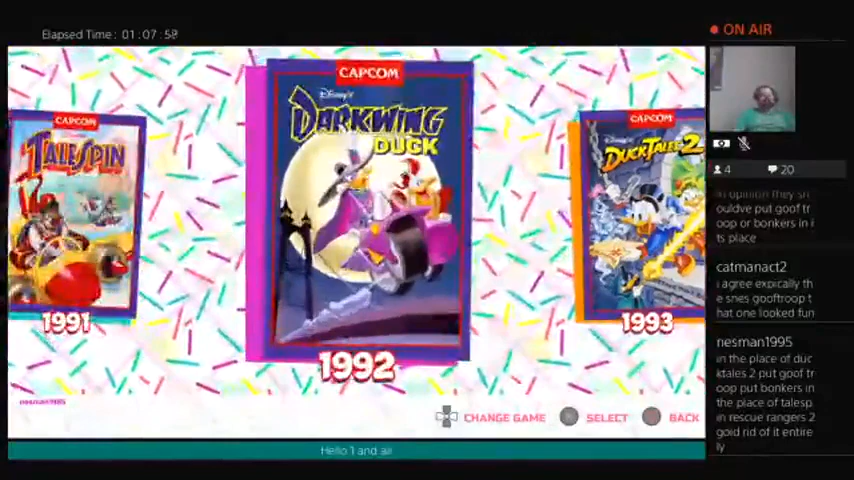 Elapsed Time: 01:07:58
ON AIR
CAPCOM
TALESPIN
1991
CAPCOM
Disney's
DARKWING
DUCK
1992
CAPCOM
DUCKTALES 2
1993
nesman1995
CHANGE GAME
SELECT
BACK
Hello 1 and all
4
20
ouldve put goof tr
oop or bonkers in i
ts place
catmanact2
i agree expically th
e snes gooftroop t
hat one looked fun
nesman1995
in the place of duc
ktales 2 put goof tr
oop put bonkers in
the place of talesp
in rescue rangers 2
goid rid of it entire
ly